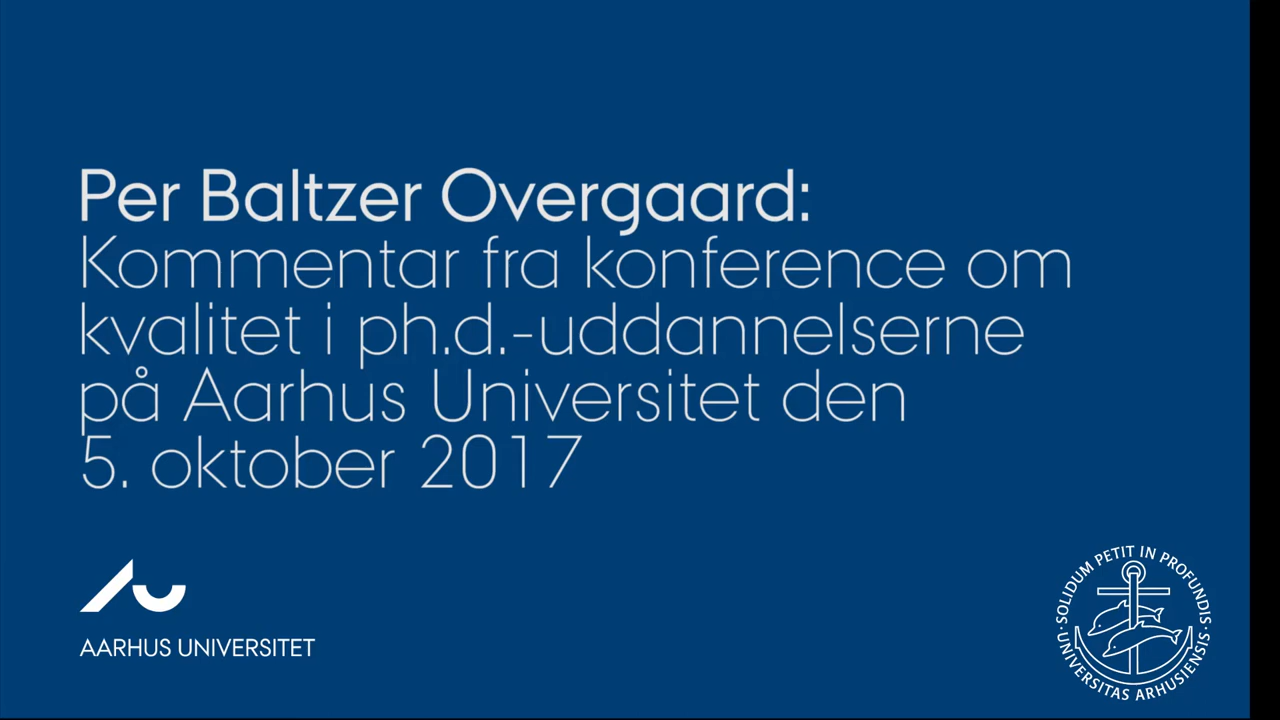 Per Baltzer Overgaard:
Kommentar fra konference om
kvalitet i ph.d.-uddannelserne
på Aarhus Universitet den
5. oktober 2017
AARHUS UNIVERSITET
· SOLIDUM PETIT IN PROFUNDIS ·
UNIVERSITAS ARHUSIENSIS